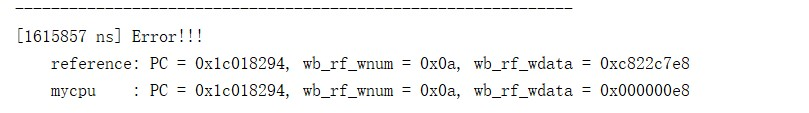 --------------------------------------------------------------
[1615857 ns] Error!!!
reference: PC = 0x1c018294, wb_rf_wnum = 0x0a, wb_rf_wdata = 0xc822c7e8
mycpu    : PC = 0x1c018294, wb_rf_wnum = 0x0a, wb_rf_wdata = 0x000000e8